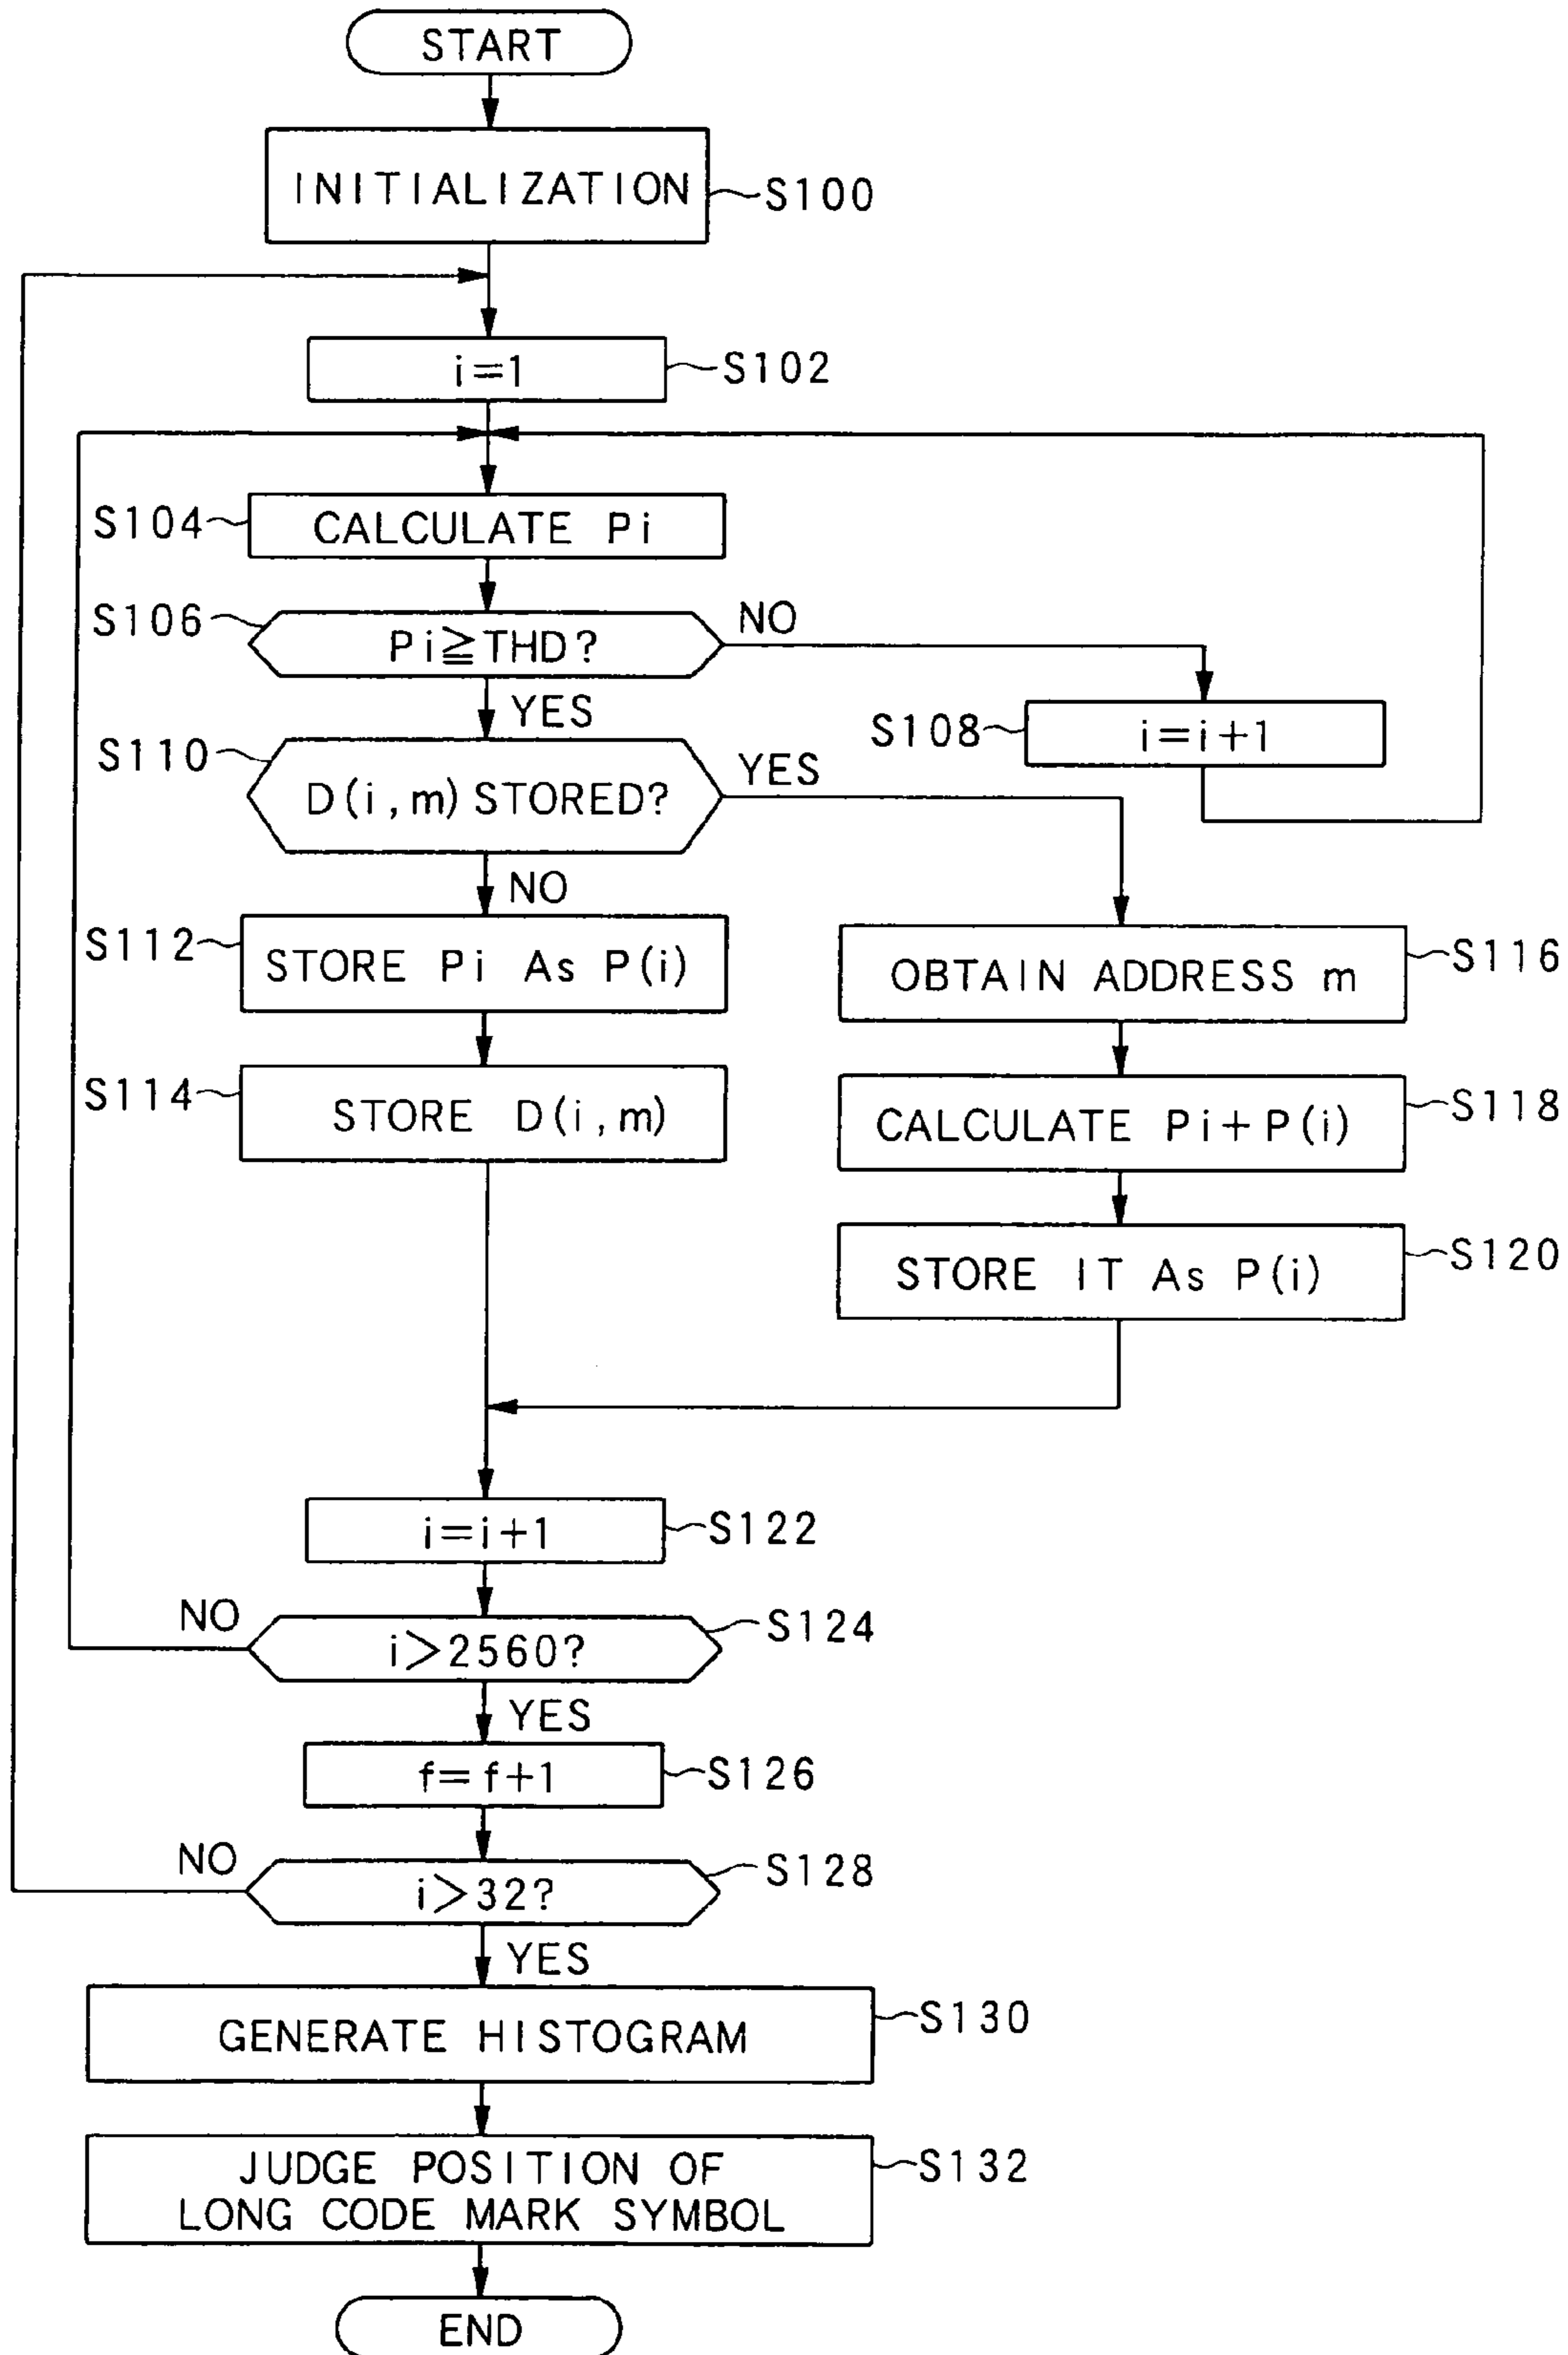 START
INITIALIZATION
S100
i=1
S102
S104
CALCULATE Pi
S106
Pi≧THD?
NO
YES
S108
i=i+1
S110
D(i,m) STORED?
YES
NO
S112
STORE Pi As P(i)
OBTAIN ADDRESS m
S116
S114
STORE D(i,m)
CALCULATE Pi+P(i)
S118
STORE IT As P(i)
S120
i=i+1
S122
NO
i>2560?
S124
YES
f=f+1
S126
NO
i>32?
S128
YES
GENERATE HISTOGRAM
S130
JUDGE POSITION OF
LONG CODE MARK SYMBOL
S132
END